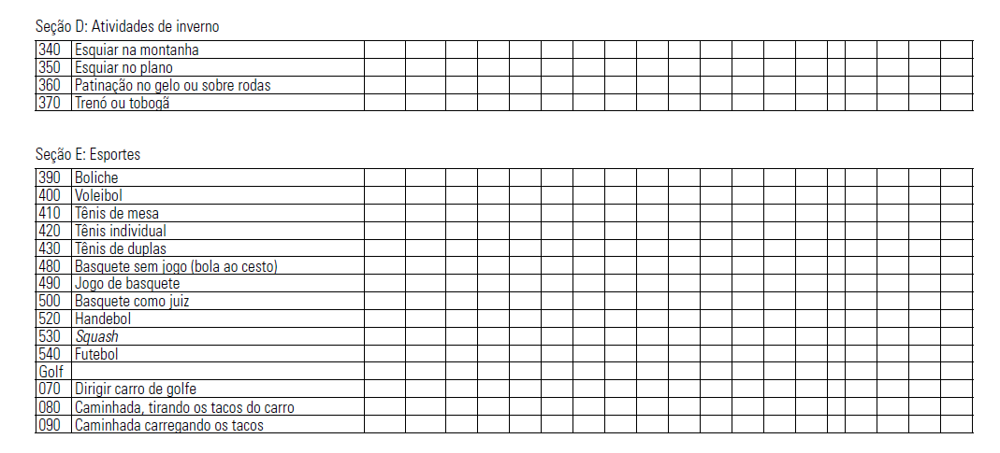 Seção D: Atividades de inverno
340 Esquiar na montanha
350 Esquiar no plano
360 Patinação no gelo ou sobre rodas
370 Trenó ou tobogã
Seção E: Esportes
390 Boliche
400 Voleibol
410 Tênis de mesa
420 Tênis individual
430 Tênis de duplas
480 Basquete sem jogo (bola ao cesto)
490 Jogo de basquete
500 Basquete como juiz
520 Handebol
530 Squash
540 Futebol
Golf
070 Dirigir carro de golfe
080 Caminhada, tirando os tacos do carro
090 Caminhada carregando os tacos